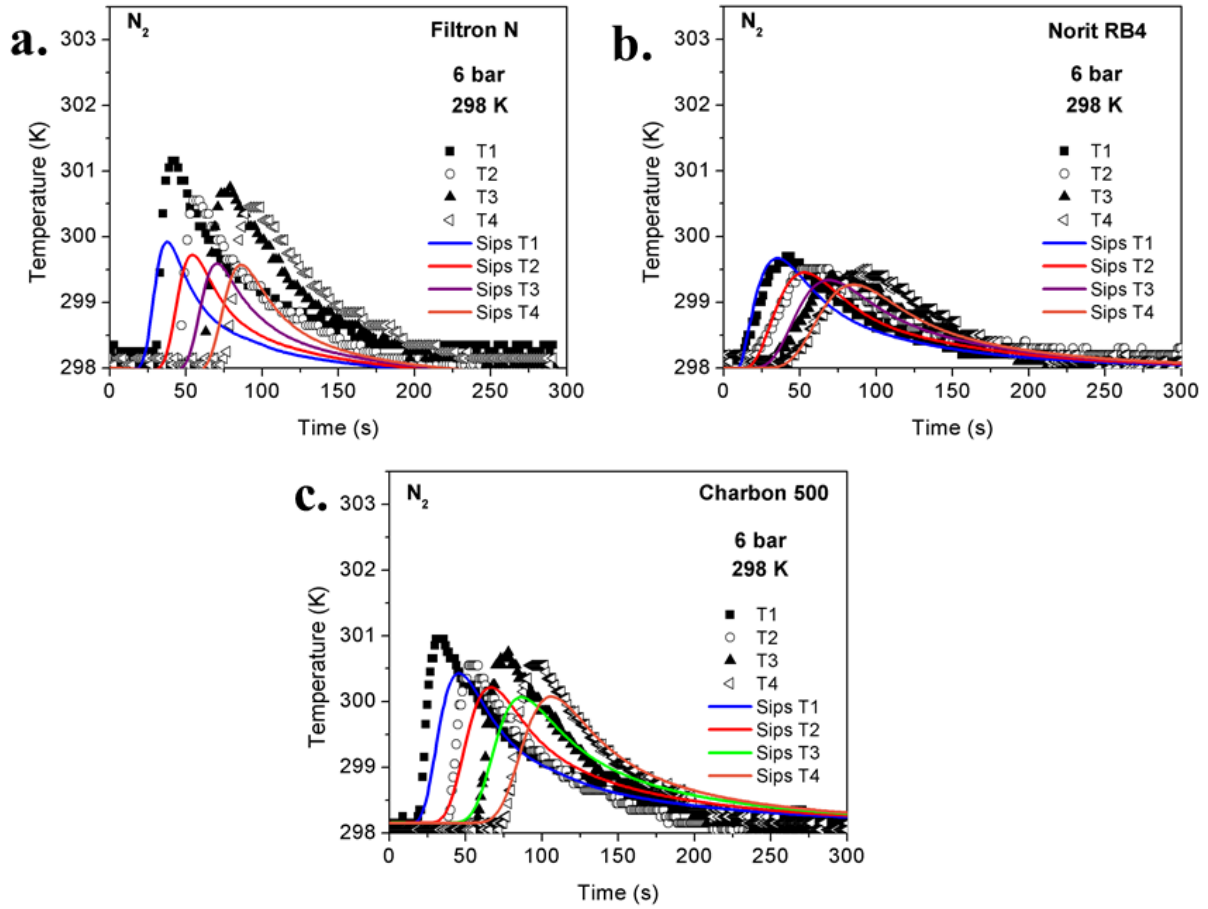 a.
N2
Filtron N
6 bar
298 K
T1
T2
T3
T4
Sips T1
Sips T2
Sips T3
Sips T4
303
302
301
300
299
298
Temperature (K)
0 50 100 150 200 250 300
Time (s)
b.
N2
Norit RB4
6 bar
298 K
T1
T2
T3
T4
Sips T1
Sips T2
Sips T3
Sips T4
303
302
301
300
299
298
Temperature (K)
0 50 100 150 200 250 300
Time (s)
c.
N2
Charbon 500
6 bar
298 K
T1
T2
T3
T4
Sips T1
Sips T2
Sips T3
Sips T4
303
302
301
300
299
298
Temperature (K)
0 50 100 150 200 250 300
Time (s)